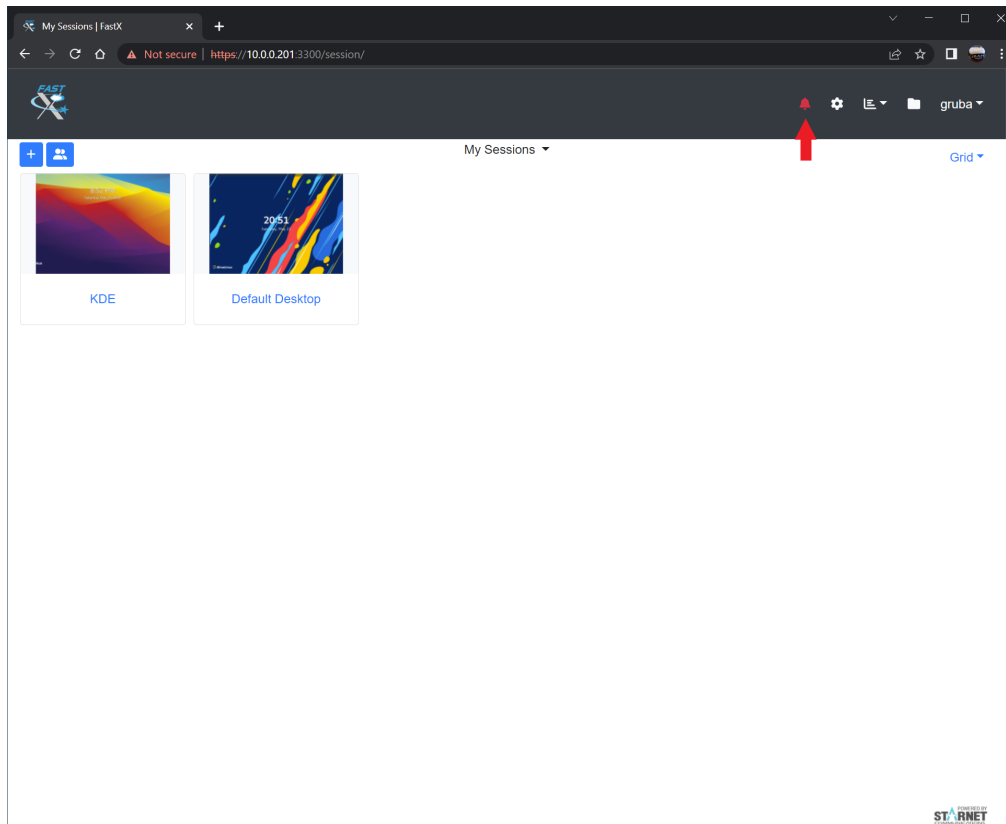 My Sessions | FastX
Not secure | https://10.0.0.201:3300/session/
FAST
X
gruba
My Sessions
Grid
20:51
KDE
Default Desktop
POWERED BY
STARNET